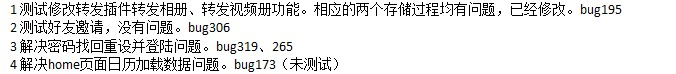 1 测试修改转发插件转发相册、转发视频册功能。相应的两个存储过程均有问题，已经修改。bug195
2 测试好友邀请，没有问题。bug306
3 解决密码找回重设并登陆问题。bug319、265
4 解决home页面日历加载数据问题。bug173（未测试）